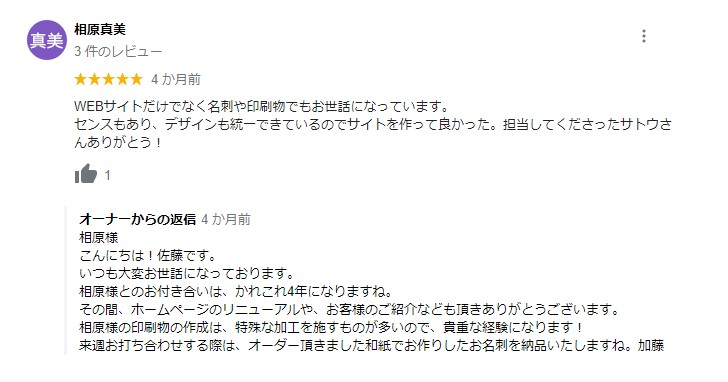 真美
相原真美
3 件のレビュー
★★★★★ 4 か月前
WEBサイトだけでなく名刺や印刷物でもお世話になっています。
センスもあり、デザインも統一できているのでサイトを作って良かった。担当してくださったサトウさ
んありがとう！
1
オーナーからの返信 4 か月前
相原様
こんにちは！佐藤です。
いつも大変お世話になっております。
相原様とのお付き合いは、かれこれ4年になりますね。
その間、ホームページのリニューアルや、お客様のご紹介なども頂きありがとうございます。
相原様の印刷物の作成は、特殊な加工を施すものが多いので、貴重な経験になります！
来週お打ち合わせする際は、オーダー頂きました和紙でお作りしたお名刺を納品いたしますね。加藤